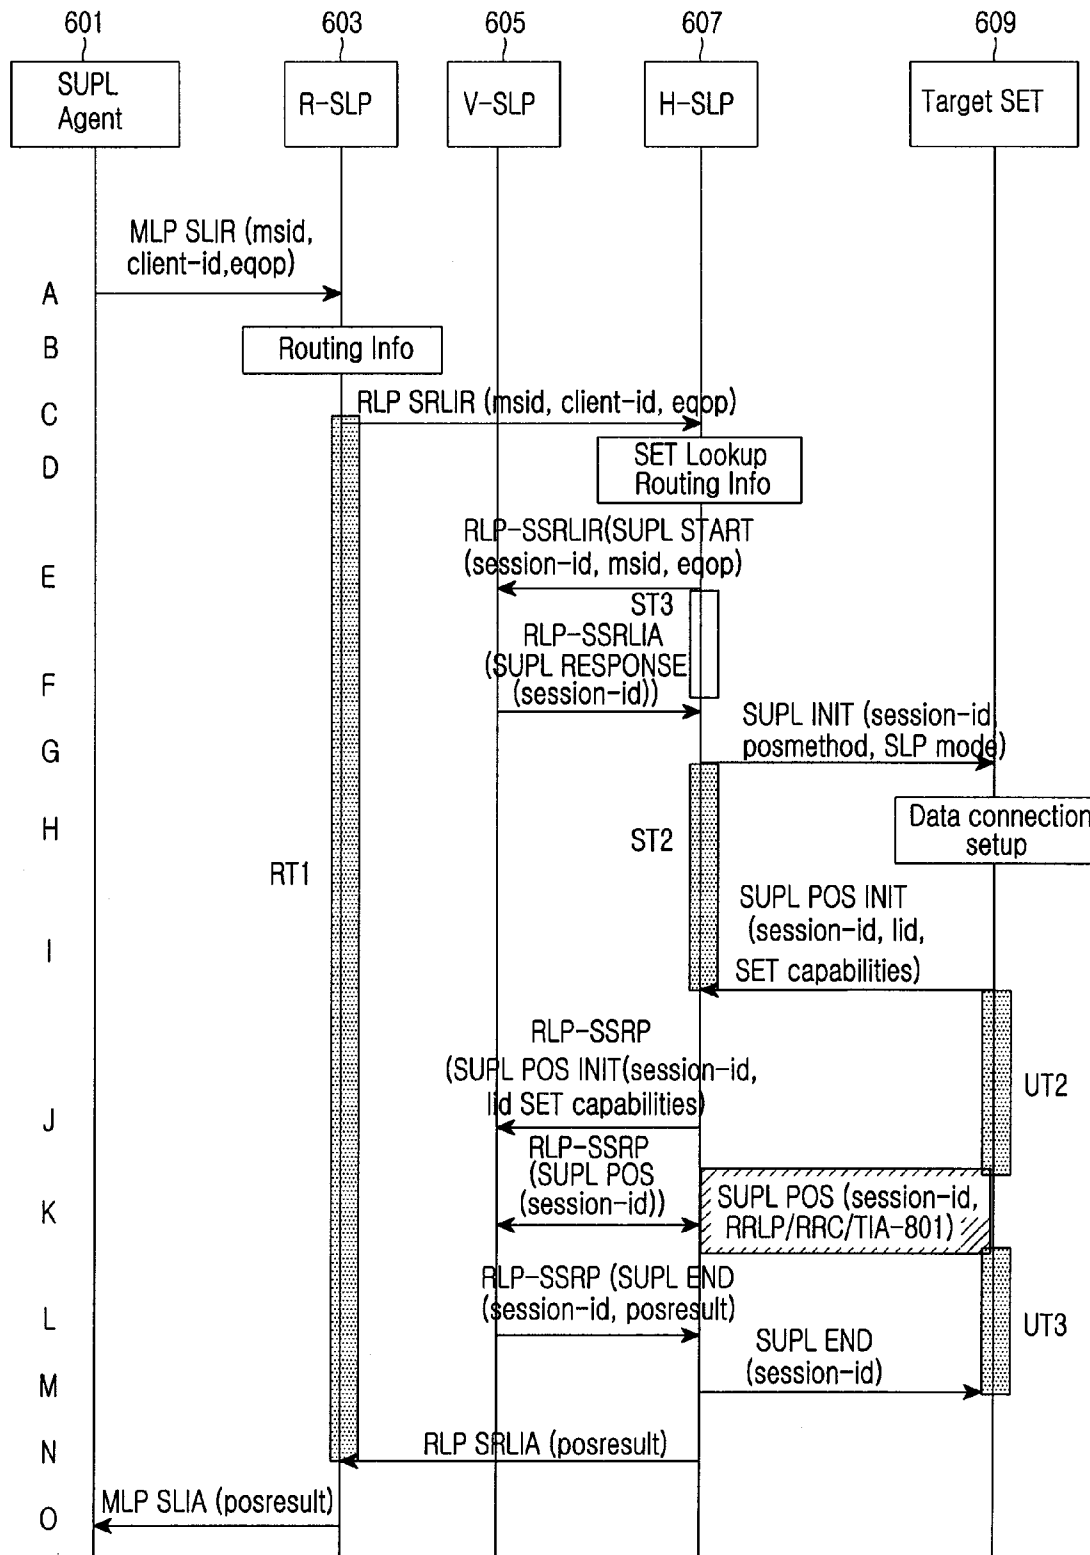 601 603 605 607 609
SUPL
Agent
R-SLP
V-SLP
H-SLP
Target SET
MLP SLIR (msid,
client-id,eqop)
A
B
Routing Info
C
RLP SRLIR (msid, client-id, eqop)
D
SET Lookup
Routing Info
RLP-SSRLIR(SUPL START
(session-id, msid, eqop)
E
ST3
RLP-SSRLIA
(SUPL RESPONSE
(session-id))
F
SUPL INIT (session-id,
posmethod, SLP mode)
G
H
Data connection
setup
ST2
RT1
SUPL POS INIT
(session-id, lid,
SET capabilities)
I
RLP-SSRP
(SUPL POS INIT(session-id,
lid SET capabilities)
UT2
J
RLP-SSRP
(SUPL POS
(session-id))
K
SUPL POS (session-id,
RRLP/RRC/TIA-801)
RLP-SSRP (SUPL END
(session-id, posresult)
L
UT3
SUPL END
(session-id)
M
N
RLP SRLIA (posresult)
MLP SLIA (posresult)
O